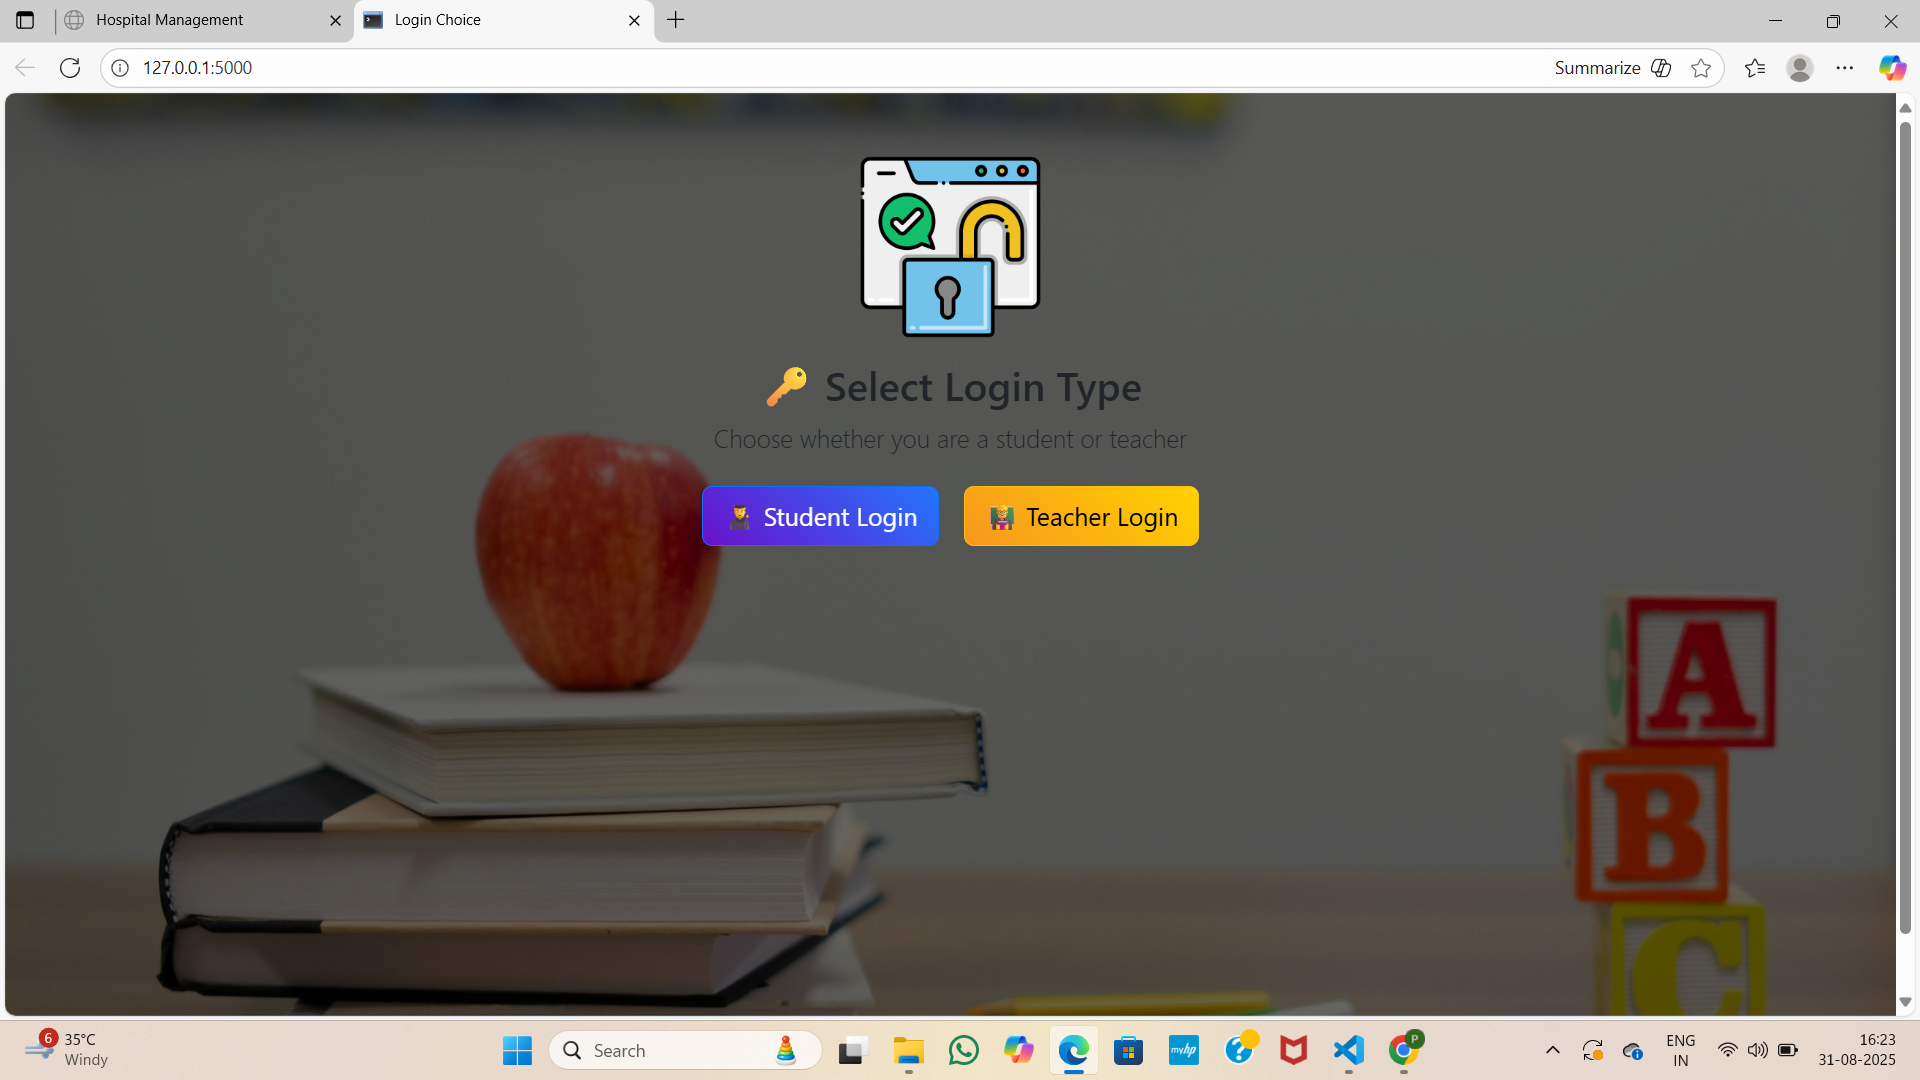 Hospital Management
Login Choice
127.0.0.1:5000
Summarize
🔑 Select Login Type
Choose whether you are a student or teacher
Student Login
Teacher Login
A
B
C
6
35°C
Windy
Search
myhp
?
P
ENG
IN
16:23
31-08-2025